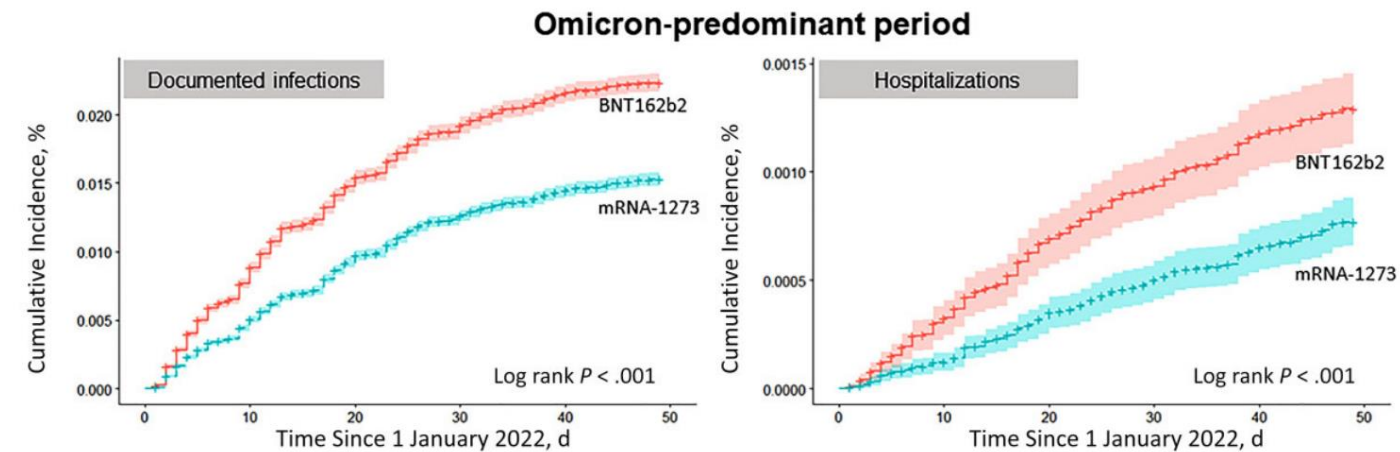 Omicron-predominant period
Documented infections
Cumulative Incidence, %
0.020
0.015
0.010
0.005
0.000
BNT162b2
mRNA-1273
Log rank P < .001
0 10 20 30 40 50
Time Since 1 January 2022, d
Hospitalizations
Cumulative Incidence, %
0.0015
0.0010
0.0005
0.0000
BNT162b2
mRNA-1273
Log rank P < .001
0 10 20 30 40 50
Time Since 1 January 2022, d